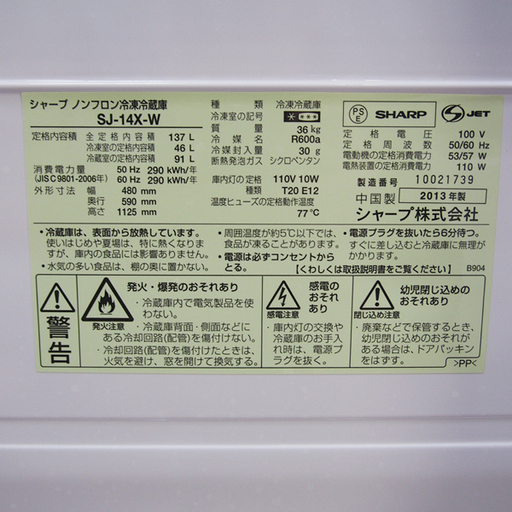 シャープ ノンフロン冷凍冷蔵庫
SJ-14X-W
定格内容積 全定格内容積 137 L
冷凍室の定格内容積 46 L
冷蔵室の定格内容積 91 L
消費電力量 50 Hz 290 kWh/年
(JIS C 9801-2006年) 60 Hz 290 kWh/年
外形寸法 幅 480 mm
奥行 590 mm
高さ 1125 mm
種類 冷凍冷蔵庫
冷凍室の記号 ****
質量 36 kg
冷媒名 R600a
冷媒封入量 30 g
断熱発泡ガス シクロペンタン
庫内灯の定格 110V 10W
種類 T20 E12
温度ヒューズの定格動作温度
77℃
PS
E
SHARP
S JET
定格電圧 100 V
定格周波数 50/60 Hz
電動機の定格消費電力 53/57 W
電熱装置の定格消費電力 110 W
製造番号 10021739
中国製 2013年製
シャープ株式会社
・冷蔵庫は、表面から放熱しています。
使いはじめや夏場は、特に熱くなりま
すが、異常ではありません。
・水気の多い食品は、棚の奥に置かない。
・周囲温度が約5℃以下では、
食品が凍ることがあります。
・電源は必ずコンセントから
とる。
・電源プラグを抜いたら6分待つ。
すぐに差し込むと冷蔵庫に無理が
かかります。
【くわしくは取扱説明書をご覧ください】
B904
警告
発火・爆発のおそれあり
発火注意
・冷蔵庫内で電気製品を使
わない。
・冷蔵庫背面・側面などに
ある冷却回路(配管)を傷付けない。
・冷却回路(配管)を傷付けたときは、
火気を避け、窓を開けて換気する。
感電の
おそれあり
感電注意
・庫内灯の交換や
冷蔵庫のお手入
れ時は、電源プ
ラグを抜く。
幼児閉じ込めの
おそれあり
閉じ込め注意
・廃棄などで保管するとき、
幼児閉じ込めのおそれが
ある場合は、ドアパッキン
をはずす。
>PP<